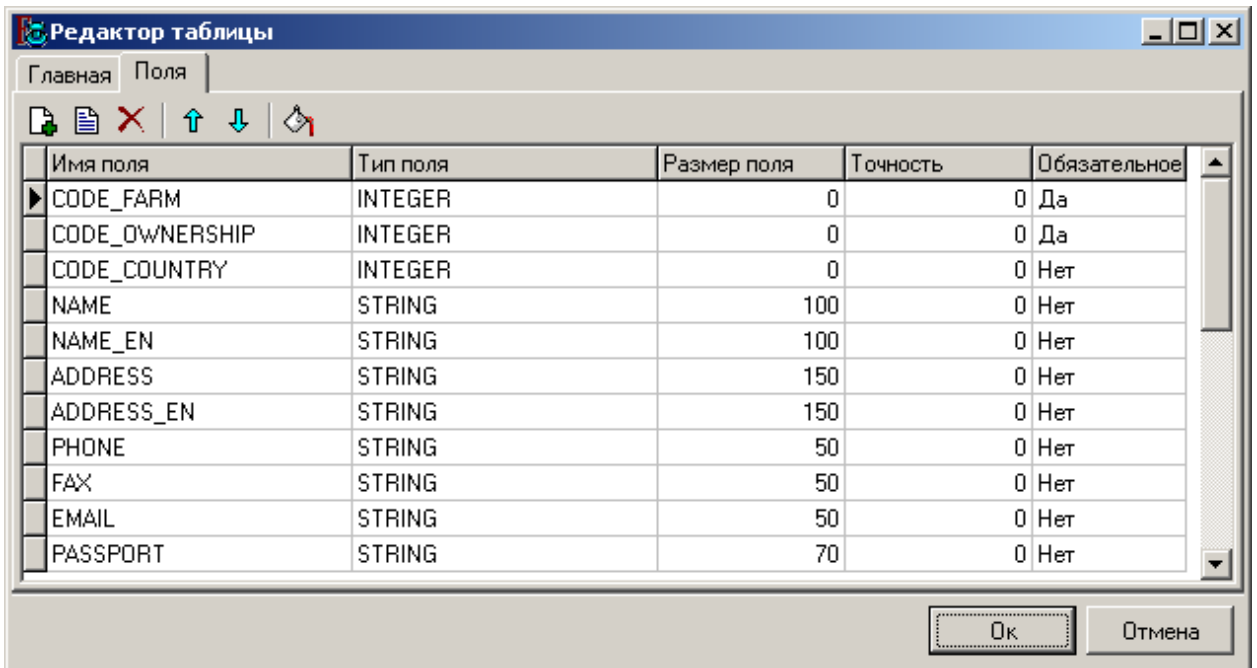 Редактор таблицы
Главная Поля
Имя поля Тип поля Размер поля Точность Обязательное
CODE_FARM INTEGER 0 0 Да
CODE_OWNERSHIP INTEGER 0 0 Да
CODE_COUNTRY INTEGER 0 0 Нет
NAME STRING 100 0 Нет
NAME_EN STRING 100 0 Нет
ADDRESS STRING 150 0 Нет
ADDRESS_EN STRING 150 0 Нет
PHONE STRING 50 0 Нет
FAX STRING 50 0 Нет
EMAIL STRING 50 0 Нет
PASSPORT STRING 70 0 Нет
Ок Отмена